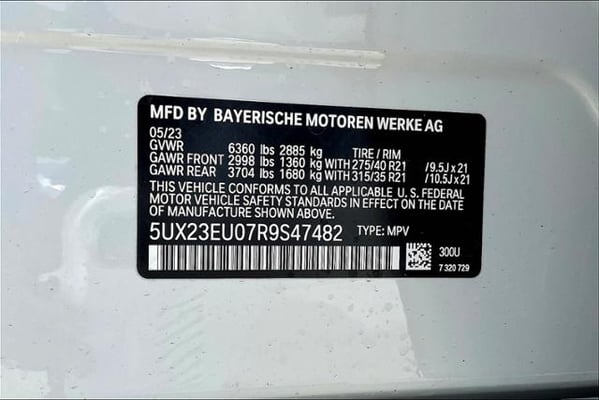 MFD BY BAYERISCHE MOTOREN WERKE AG
05/23
GVWR 6360 lbs 2885 kg TIRE / RIM
GAWR FRONT 2998 lbs 1360 kg WITH 275/40 R21 /9.5J x 21
GAWR REAR 3704 lbs 1680 kg WITH 315/35 R21 /10.5J x 21
THIS VEHICLE CONFORMS TO ALL APPLICABLE U.S. FEDERAL
MOTOR VEHICLE SAFETY STANDARDS IN EFFECT ON THE DATE
OF MANUFACTURE SHOWN ABOVE.
5UX23EU07R9S47482 TYPE: MPV
300U
7 320 729